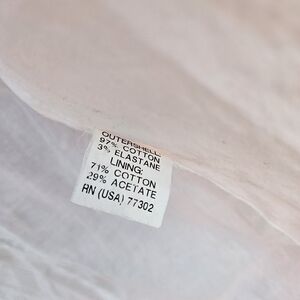 OUTERSHELL:
97% COTTON
3% ELASTANE
LINING:
71% COTTON
29% ACETATE
RN (USA) 77302